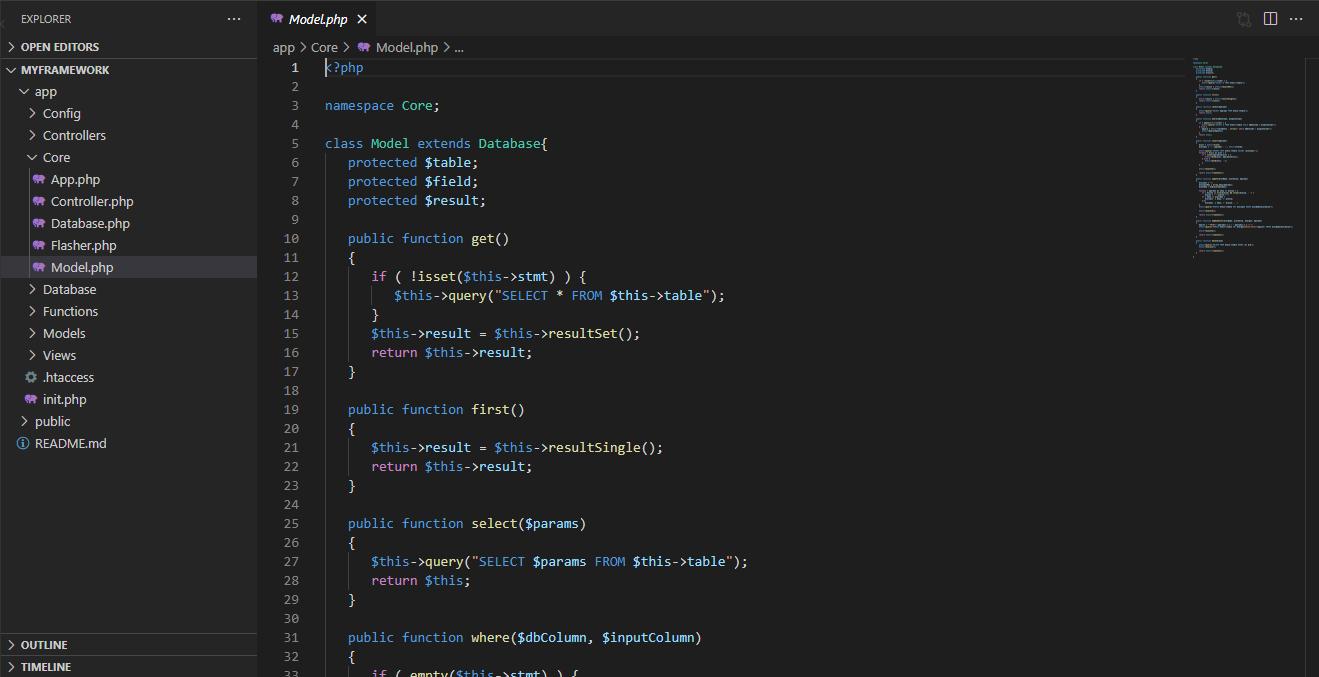 EXPLORER
OPEN EDITORS
MYFRAMEWORK
app
Config
Controllers
Core
App.php
Controller.php
Database.php
Flasher.php
Model.php
Database
Functions
Models
Views
.htaccess
init.php
public
README.md
OUTLINE
TIMELINE
Model.php
app > Core > Model.php > ...
1 <?php
2
3 namespace Core;
4
5 class Model extends Database{
6 protected $table;
7 protected $field;
8 protected $result;
9
10 public function get()
11 {
12 if ( !isset($this->stmt) ) {
13 $this->query("SELECT * FROM $this->table");
14 }
15 $this->result = $this->resultSet();
16 return $this->result;
17 }
18
19 public function first()
20 {
21 $this->result = $this->resultSingle();
22 return $this->result;
23 }
24
25 public function select($params)
26 {
27 $this->query("SELECT $params FROM $this->table");
28 return $this;
29 }
30
31 public function where($dbColumn, $inputColumn)
32 {
33 if ( empty($this->stmt) ) {